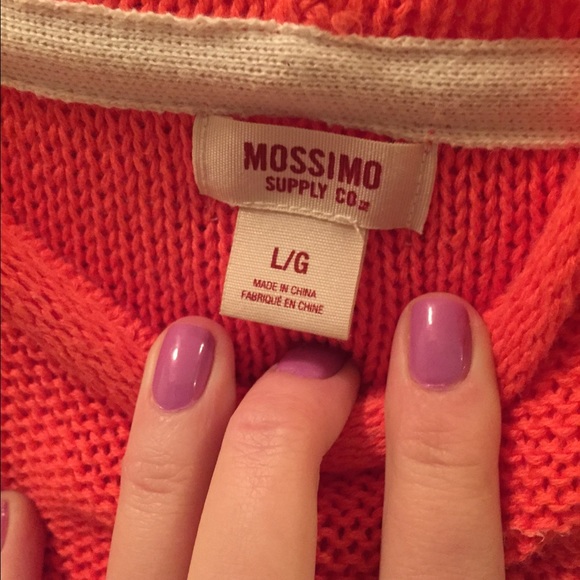 MOSSIMO
SUPPLY CO.
L/G
MADE IN CHINA
FABRIQUÉ EN CHINE